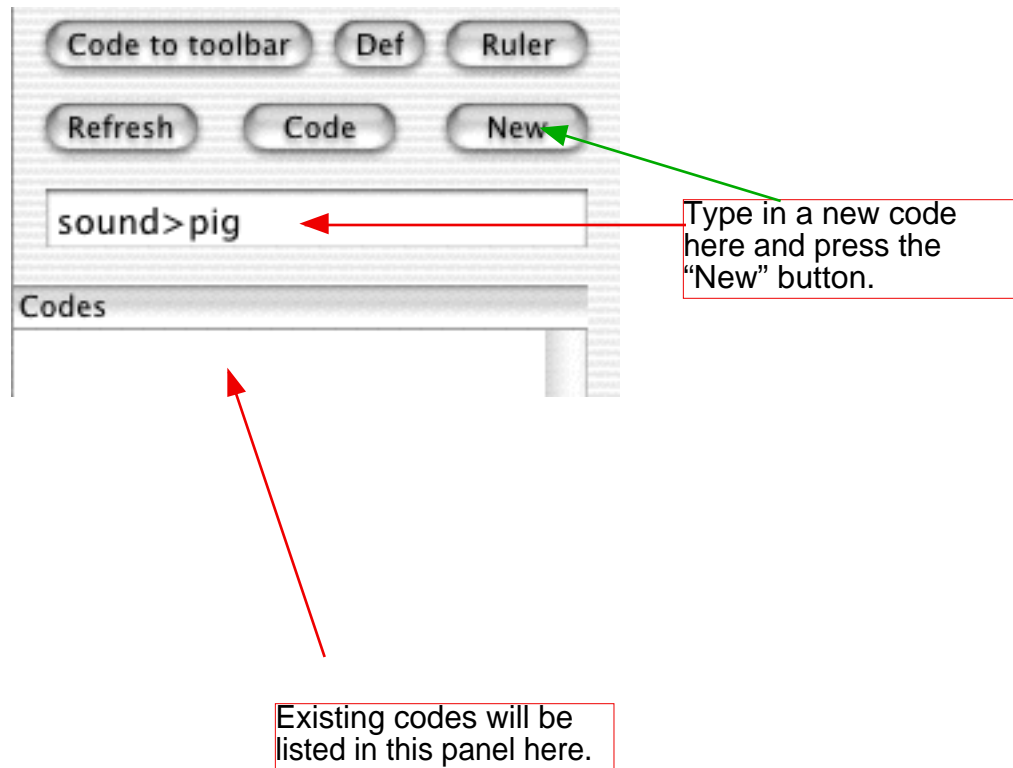 Code to toolbar Def Ruler
Refresh Code New
sound>pig
Type in a new code
here and press the
“New” button.
Codes
Existing codes will be
listed in this panel here.